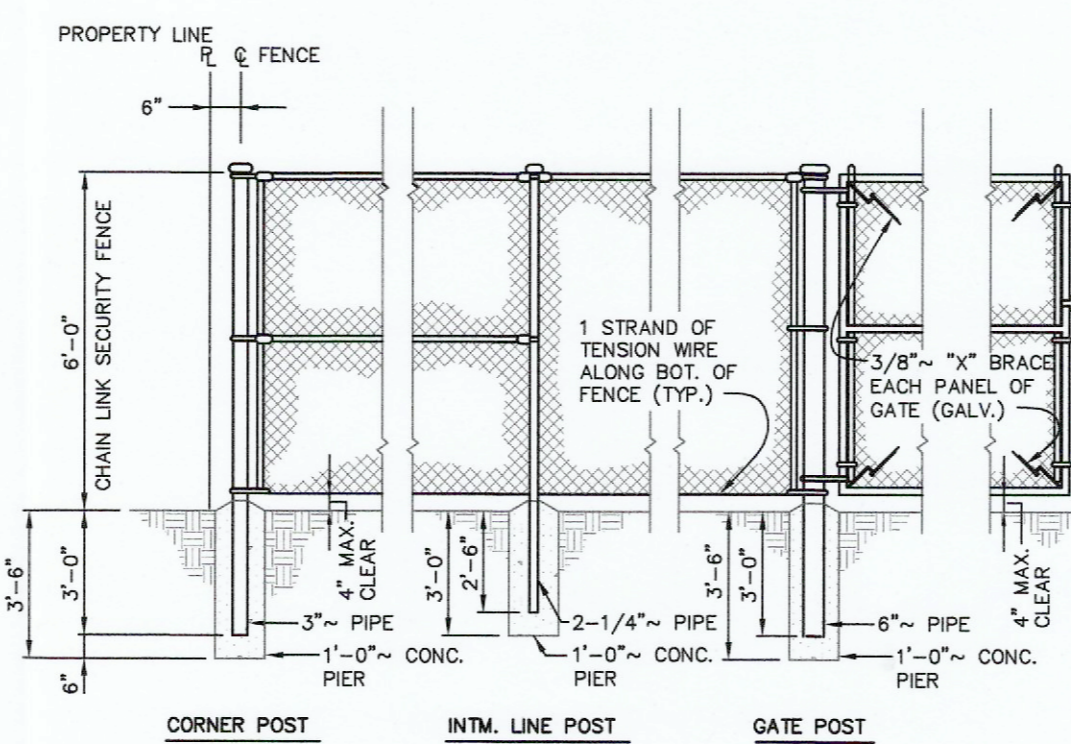 PROPERTY LINE
PL CL FENCE
6"
6'-0"
CHAIN LINK SECURITY FENCE
1 STRAND OF
TENSION WIRE
ALONG BOT. OF
FENCE (TYP.)
3/8"~ "X" BRACE
EACH PANEL OF
GATE (GALV.)
3'-6"
3'-0"
6"
4" MAX.
CLEAR
3'-0"
2'-6"
3'-6"
3'-0"
4" MAX.
CLEAR
3"~ PIPE
1'-0"~ CONC.
PIER
2-1/4"~ PIPE
1'-0"~ CONC.
PIER
6"~ PIPE
1'-0"~ CONC.
PIER
CORNER POST
INTM. LINE POST
GATE POST